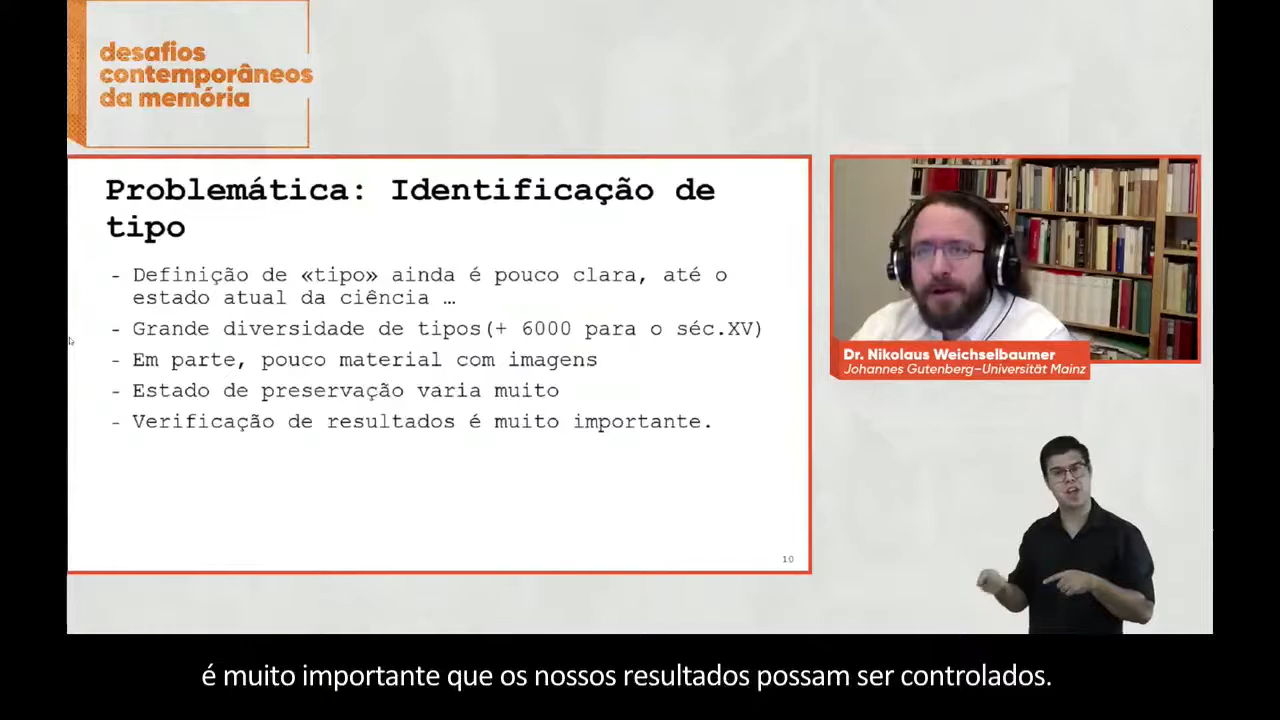 desafios
contemporâneos
da memória
Problemática: Identificação de
tipo
- Definição de «tipo» ainda é pouco clara, até o
estado atual da ciência …
- Grande diversidade de tipos(+ 6000 para o séc.XV)
- Em parte, pouco material com imagens
- Estado de preservação varia muito
- Verificação de resultados é muito importante.
10
Dr. Nikolaus Weichselbaumer
Johannes Gutenberg–Universität Mainz
é muito importante que os nossos resultados possam ser controlados.